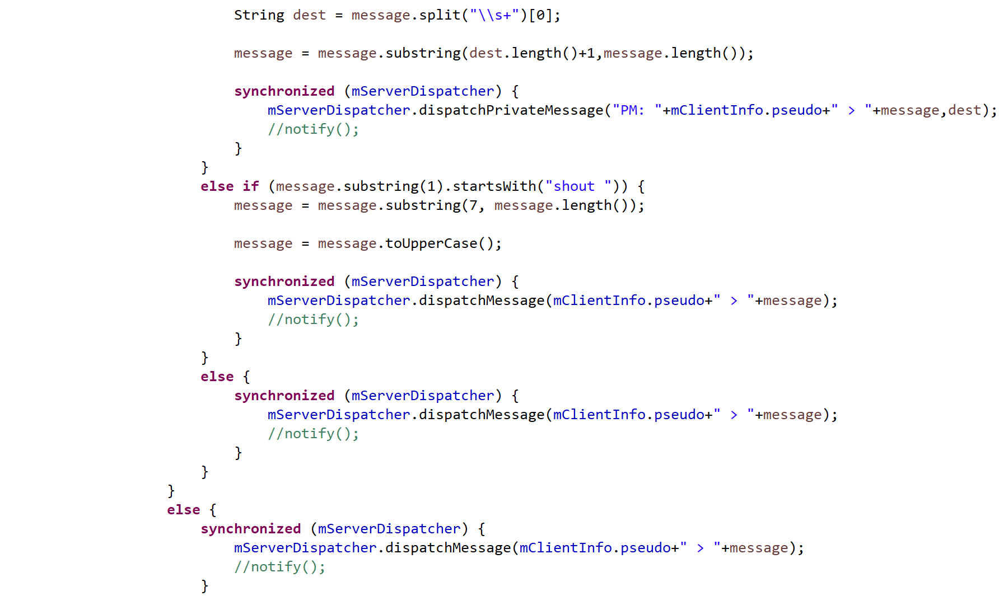 String dest = message.split("\\s+")[0];
message = message.substring(dest.length()+1,message.length());
synchronized (mServerDispatcher) {
mServerDispatcher.dispatchPrivateMessage("PM: "+mClientInfo.pseudo+" > "+message,dest);
//notify();
}
}
else if (message.substring(1).startsWith("shout ")) {
message = message.substring(7, message.length());
message = message.toUpperCase();
synchronized (mServerDispatcher) {
mServerDispatcher.dispatchMessage(mClientInfo.pseudo+" > "+message);
//notify();
}
}
else {
synchronized (mServerDispatcher) {
mServerDispatcher.dispatchMessage(mClientInfo.pseudo+" > "+message);
//notify();
}
}
}
else {
synchronized (mServerDispatcher) {
mServerDispatcher.dispatchMessage(mClientInfo.pseudo+" > "+message);
//notify();
}